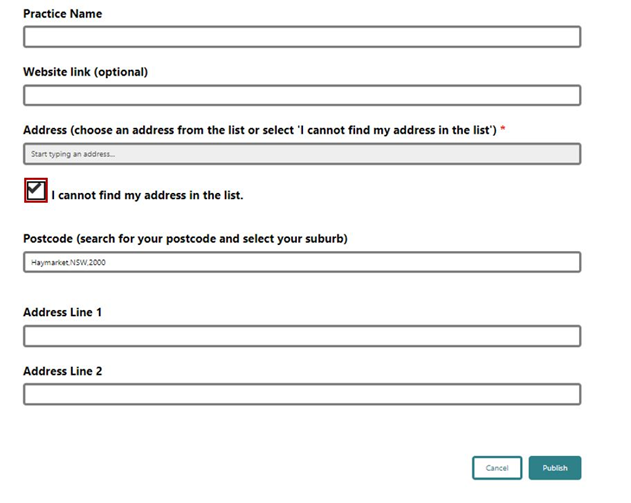 Practice Name
Website link (optional)
Address (choose an address from the list or select 'I cannot find my address in the list') *
Start typing an address...
I cannot find my address in the list.
Postcode (search for your postcode and select your suburb)
Haymarket,NSW,2000
Address Line 1
Address Line 2
Cancel Publish